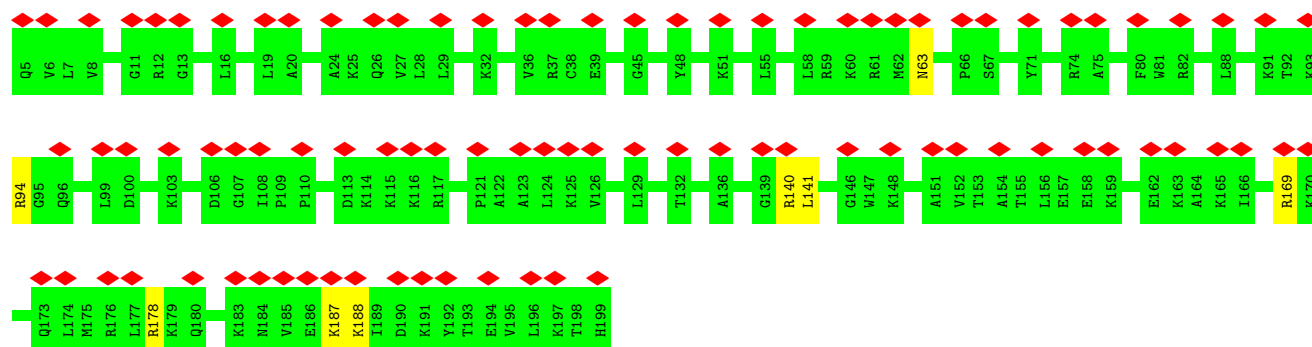 Q5 V6 L7 V8 G11 R12 G13 L16 L19 A20 A24 K25 Q26 V27 L28 L29 K32 V36 R37 C38 E39 G45 Y48 K51 L55 L58 R59 K60 R61 M62 N63 P66 S67 Y71 R74 A75 F80 W81 R82 L88 K91 T92 K93
R94 G95 Q96 L99 D100 K103 D106 G107 I108 P109 P110 D113 K114 K115 K116 R117 P121 A122 A123 L124 K125 V126 L129 T132 A136 G139 R140 L141 G146 W147 K148 A151 V152 T153 A154 T155 L156 E157 E158 K159 E162 K163 A164 K165 I166 R169 K170
Q173 L174 M175 R176 L177 R178 K179 Q180 K183 N184 V185 E186 K187 K188 I189 D190 K191 Y192 T193 E194 V195 L196 K197 T198 H199